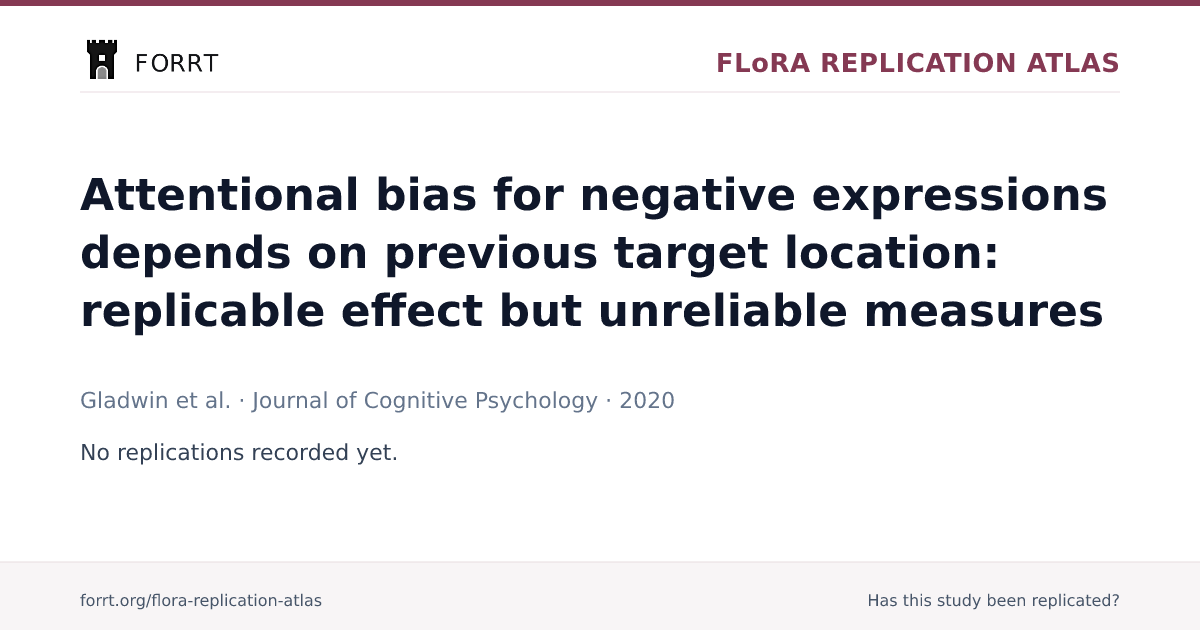 FORRT
FLoRA REPLICATION ATLAS
Attentional bias for negative expressions
depends on previous target location:
replicable effect but unreliable measures
Gladwin et al. · Journal of Cognitive Psychology · 2020
No replications recorded yet.
forrt.org/flora-replication-atlas
Has this study been replicated?